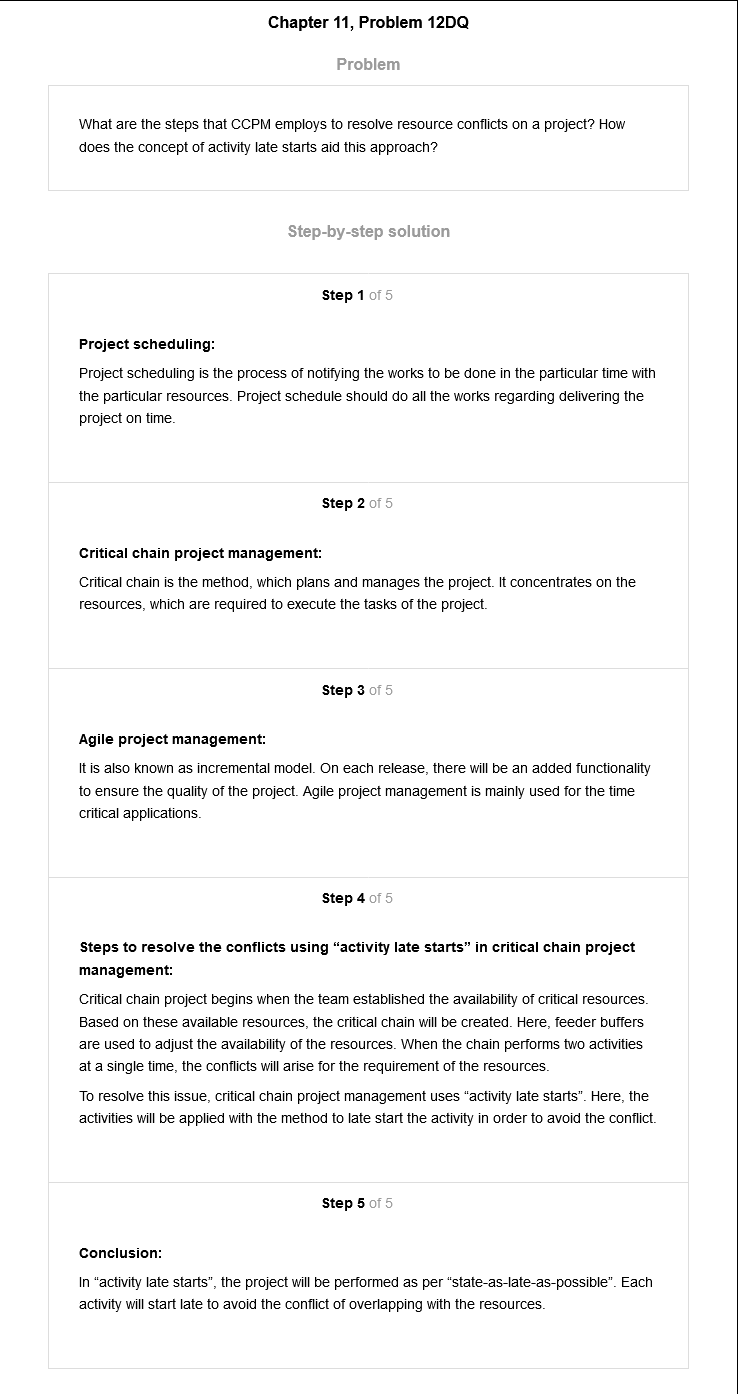 Chapter 11, Problem 12DQ
Problem
What are the steps that CCPM employs to resolve resource conflicts on a project? How
does the concept of activity late starts aid this approach?
Step-by-step solution
Step 1 of 5
Project scheduling:
Project scheduling is the process of notifying the works to be done in the particular time with
the particular resources. Project schedule should do all the works regarding delivering the
project on time.
Step 2 of 5
Critical chain project management:
Critical chain is the method, which plans and manages the project. It concentrates on the
resources, which are required to execute the tasks of the project.
Step 3 of 5
Agile project management:
It is also known as incremental model. On each release, there will be an added functionality
to ensure the quality of the project. Agile project management is mainly used for the time
critical applications.
Step 4 of 5
Steps to resolve the conflicts using “activity late starts” in critical chain project
management:
Critical chain project begins when the team established the availability of critical resources.
Based on these available resources, the critical chain will be created. Here, feeder buffers
are used to adjust the availability of the resources. When the chain performs two activities
at a single time, the conflicts will arise for the requirement of the resources.
To resolve this issue, critical chain project management uses “activity late starts”. Here, the
activities will be applied with the method to late start the activity in order to avoid the conflict.
Step 5 of 5
Conclusion:
In “activity late starts”, the project will be performed as per “state-as-late-as-possible”. Each
activity will start late to avoid the conflict of overlapping with the resources.